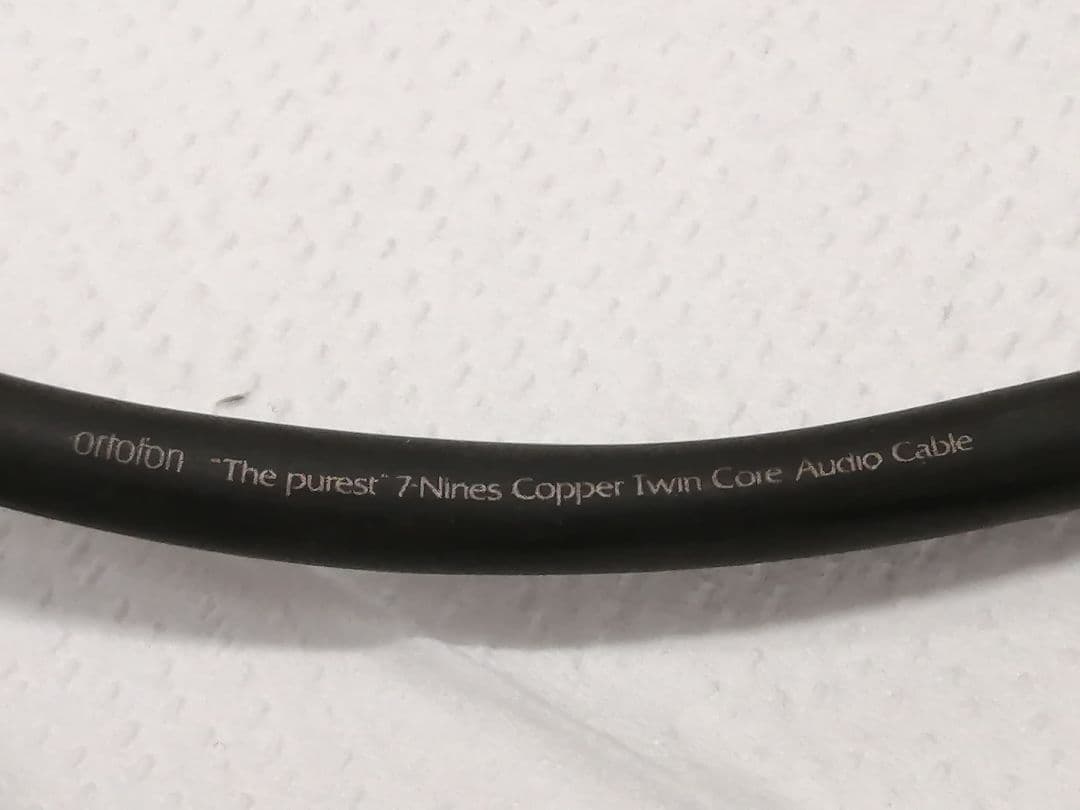 ortofon "The purest" 7-Nines Copper Twin Core Audio Cable